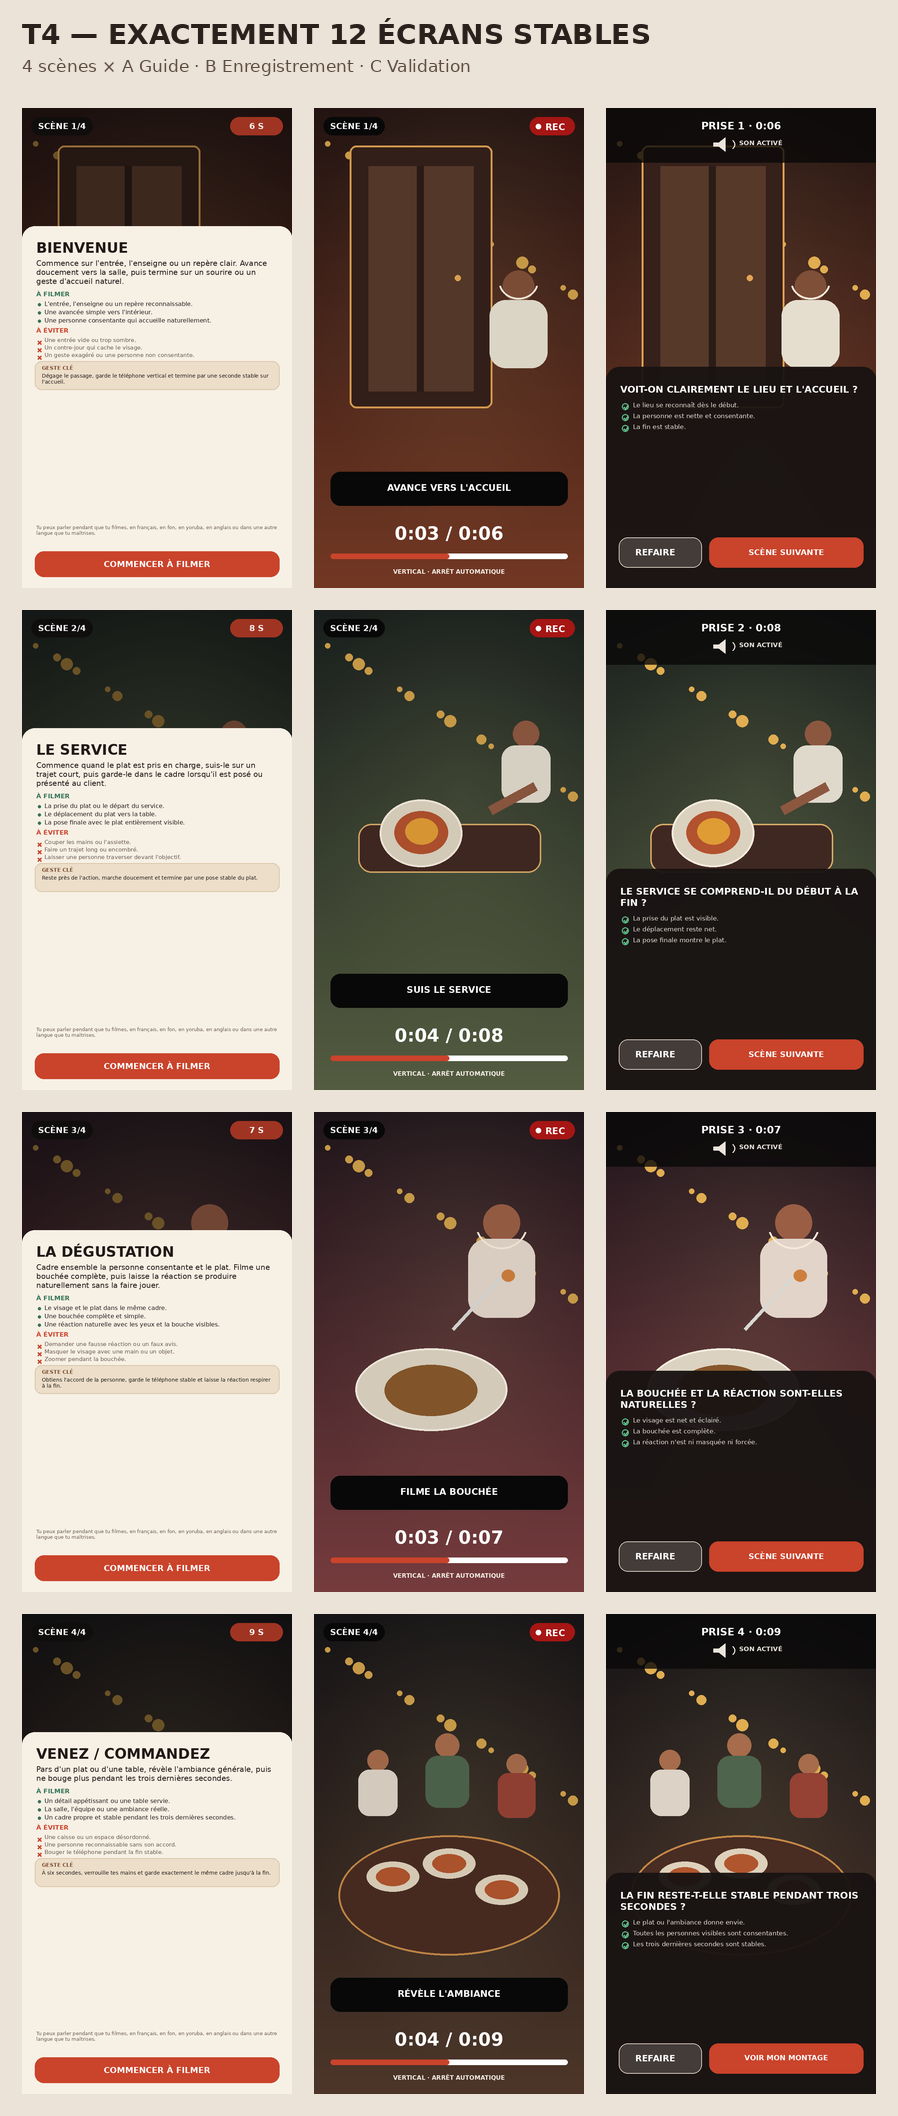 T4 — EXACTEMENT 12 ÉCRANS STABLES
4 scènes × A Guide · B Enregistrement · C Validation
SCÈNE 1/4
6 S
BIENVENUE
Commence sur l'entrée, l'enseigne ou un repère clair. Avance
doucement vers la salle, puis termine sur un sourire ou un
geste d'accueil naturel.
À FILMER
L'entrée, l'enseigne ou un repère reconnaissable.
Une avancée simple vers l'intérieur.
Une personne consentante qui accueille naturellement.
À ÉVITER
Une entrée vide ou trop sombre.
Un contre-jour qui cache le visage.
Un geste exagéré ou une personne non consentante.
GESTE CLÉ
Dégage le passage, garde le téléphone vertical et termine par une seconde stable sur
l'accueil.
Tu peux parler pendant que tu filmes, en français, en fon, en yoruba, en anglais ou dans une autre
langue que tu maîtrises.
COMMENCER À FILMER
SCÈNE 1/4
REC
AVANCE VERS L'ACCUEIL
0:03 / 0:06
VERTICAL · ARRÊT AUTOMATIQUE
PRISE 1 · 0:06
SON ACTIVÉ
VOIT-ON CLAIREMENT LE LIEU ET L'ACCUEIL ?
Le lieu se reconnaît dès le début.
La personne est nette et consentante.
La fin est stable.
REFAIRE
SCÈNE SUIVANTE
SCÈNE 2/4
8 S
LE SERVICE
Commence quand le plat est pris en charge, suis-le sur un
trajet court, puis garde-le dans le cadre lorsqu'il est posé ou
présenté au client.
À FILMER
La prise du plat ou le départ du service.
Le déplacement du plat vers la table.
La pose finale avec le plat entièrement visible.
À ÉVITER
Couper les mains ou l'assiette.
Faire un trajet long ou encombré.
Laisser une personne traverser devant l'objectif.
GESTE CLÉ
Reste près de l'action, marche doucement et termine par une pose stable du plat.
Tu peux parler pendant que tu filmes, en français, en fon, en yoruba, en anglais ou dans une autre
langue que tu maîtrises.
COMMENCER À FILMER
SCÈNE 2/4
REC
SUIS LE SERVICE
0:04 / 0:08
VERTICAL · ARRÊT AUTOMATIQUE
PRISE 2 · 0:08
SON ACTIVÉ
LE SERVICE SE COMPREND-IL DU DÉBUT À LA
FIN ?
La prise du plat est visible.
Le déplacement reste net.
La pose finale montre le plat.
REFAIRE
SCÈNE SUIVANTE
SCÈNE 3/4
7 S
LA DÉGUSTATION
Cadre ensemble la personne consentante et le plat. Filme une
bouchée complète, puis laisse la réaction se produire
naturellement sans la faire jouer.
À FILMER
Le visage et le plat dans le même cadre.
Une bouchée complète et simple.
Une réaction naturelle avec les yeux et la bouche visibles.
À ÉVITER
Demander une fausse réaction ou un faux avis.
Masquer le visage avec une main ou un objet.
Zoomer pendant la bouchée.
GESTE CLÉ
Obtiens l'accord de la personne, garde le téléphone stable et laisse la réaction respirer
à la fin.
Tu peux parler pendant que tu filmes, en français, en fon, en yoruba, en anglais ou dans une autre
langue que tu maîtrises.
COMMENCER À FILMER
SCÈNE 3/4
REC
FILME LA BOUCHÉE
0:03 / 0:07
VERTICAL · ARRÊT AUTOMATIQUE
PRISE 3 · 0:07
SON ACTIVÉ
LA BOUCHÉE ET LA RÉACTION SONT-ELLES
NATURELLES ?
Le visage est net et éclairé.
La bouchée est complète.
La réaction n'est ni masquée ni forcée.
REFAIRE
SCÈNE SUIVANTE
SCÈNE 4/4
9 S
VENEZ / COMMANDEZ
Pars d'un plat ou d'une table, révèle l'ambiance générale, puis
ne bouge plus pendant les trois dernières secondes.
À FILMER
Un détail appétissant ou une table servie.
La salle, l'équipe ou une ambiance réelle.
Un cadre propre et stable pendant les trois dernières secondes.
À ÉVITER
Une caisse ou un espace désordonné.
Une personne reconnaissable sans son accord.
Bouger le téléphone pendant la fin stable.
GESTE CLÉ
À six secondes, verrouille tes mains et garde exactement le même cadre jusqu'à la fin.
Tu peux parler pendant que tu filmes, en français, en fon, en yoruba, en anglais ou dans une autre
langue que tu maîtrises.
COMMENCER À FILMER
SCÈNE 4/4
REC
RÉVÈLE L'AMBIANCE
0:04 / 0:09
VERTICAL · ARRÊT AUTOMATIQUE
PRISE 4 · 0:09
SON ACTIVÉ
LA FIN RESTE-T-ELLE STABLE PENDANT TROIS
SECONDES ?
Le plat ou l'ambiance donne envie.
Toutes les personnes visibles sont consentantes.
Les trois dernières secondes sont stables.
REFAIRE
VOIR MON MONTAGE